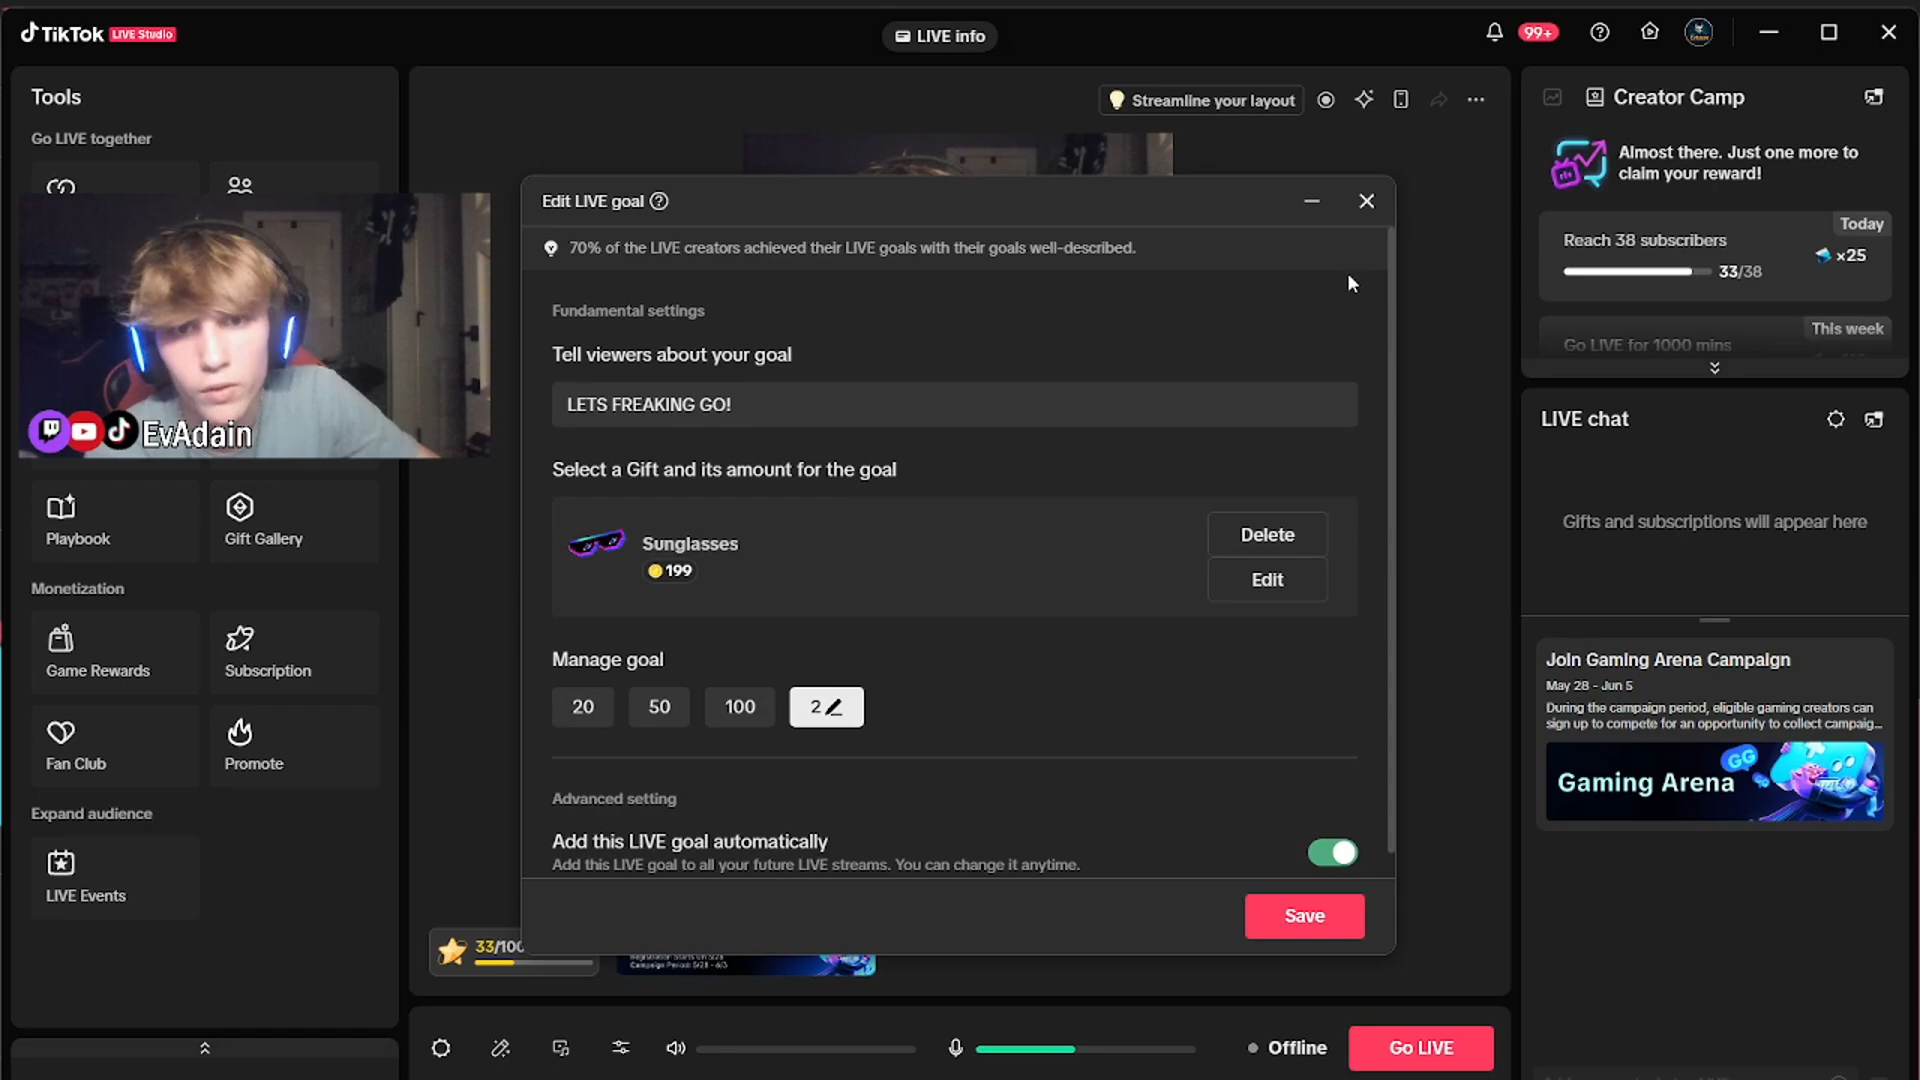 TikTok LIVE Studio
LIVE info
99+
Tools
Go LIVE together
EvAdain
Playbook
Gift Gallery
Monetization
Game Rewards
Subscription
Fan Club
Promote
Expand audience
LIVE Events
Streamline your layout
Edit LIVE goal
70% of the LIVE creators achieved their LIVE goals with their goals well-described.
Fundamental settings
Tell viewers about your goal
LETS FREAKING GO!
Select a Gift and its amount for the goal
Sunglasses
199
Delete
Edit
Manage goal
20
50
100
2
Advanced setting
Add this LIVE goal automatically
Add this LIVE goal to all your future LIVE streams. You can change it anytime.
Save
33/100
Campaign Period: 5/28 - 6/3
Offline
Go LIVE
Creator Camp
Almost there. Just one more to
claim your reward!
Today
Reach 38 subscribers
x25
33/38
This week
Go LIVE for 1000 mins
LIVE chat
Gifts and subscriptions will appear here
Join Gaming Arena Campaign
May 28 - Jun 5
During the campaign period, eligible gaming creators can
sign up to compete for an opportunity to collect campaig...
GG
Gaming Arena